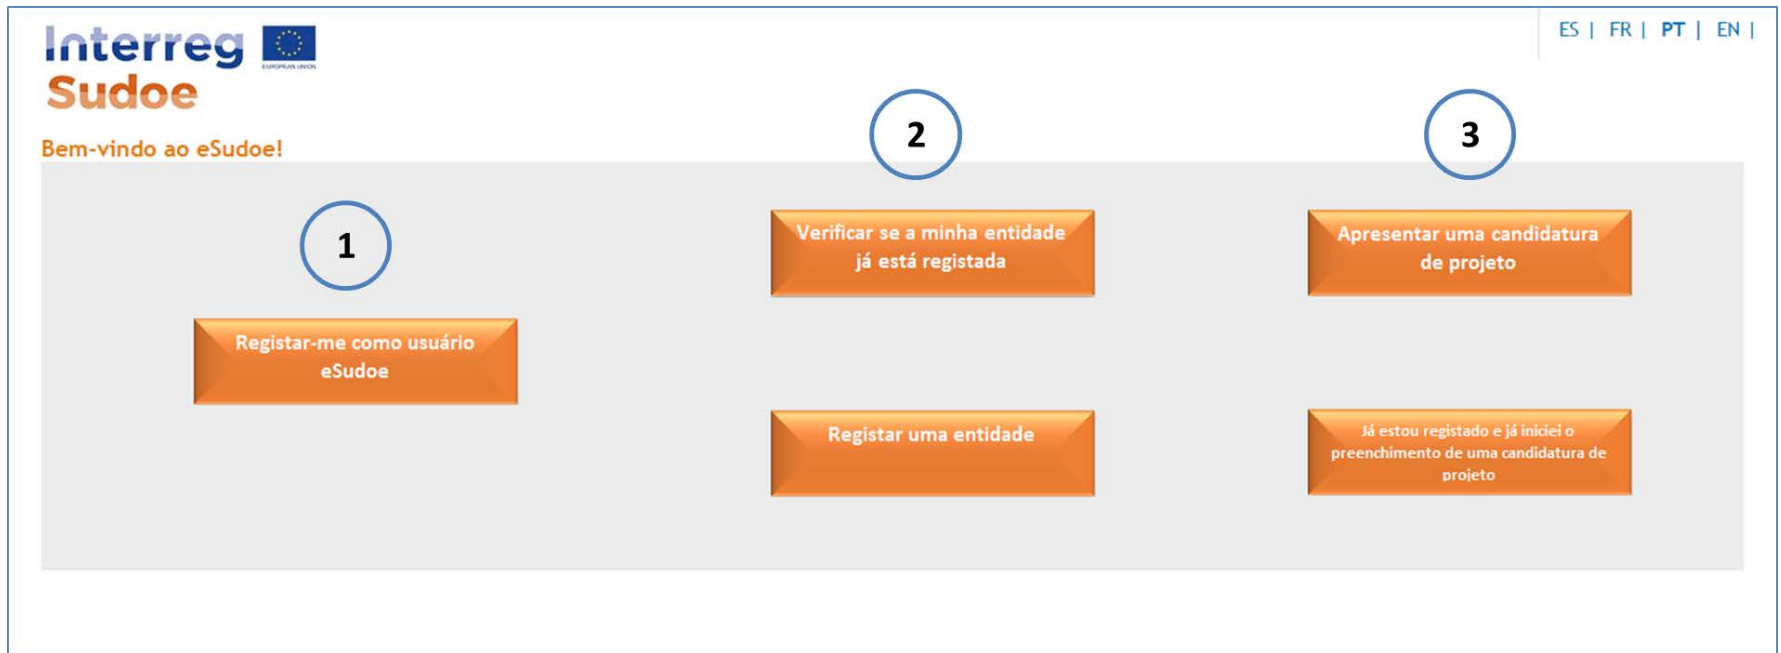 Interreg
EUROPEAN UNION
Sudoe
ES | FR | PT | EN |
Bem-vindo ao eSudoe!
1
Registar-me como usuário
eSudoe
2
Verificar se a minha entidade
já está registada
Registar uma entidade
3
Apresentar uma candidatura
de projeto
Já estou registado e já iniciei o
preenchimento de uma candidatura de
projeto